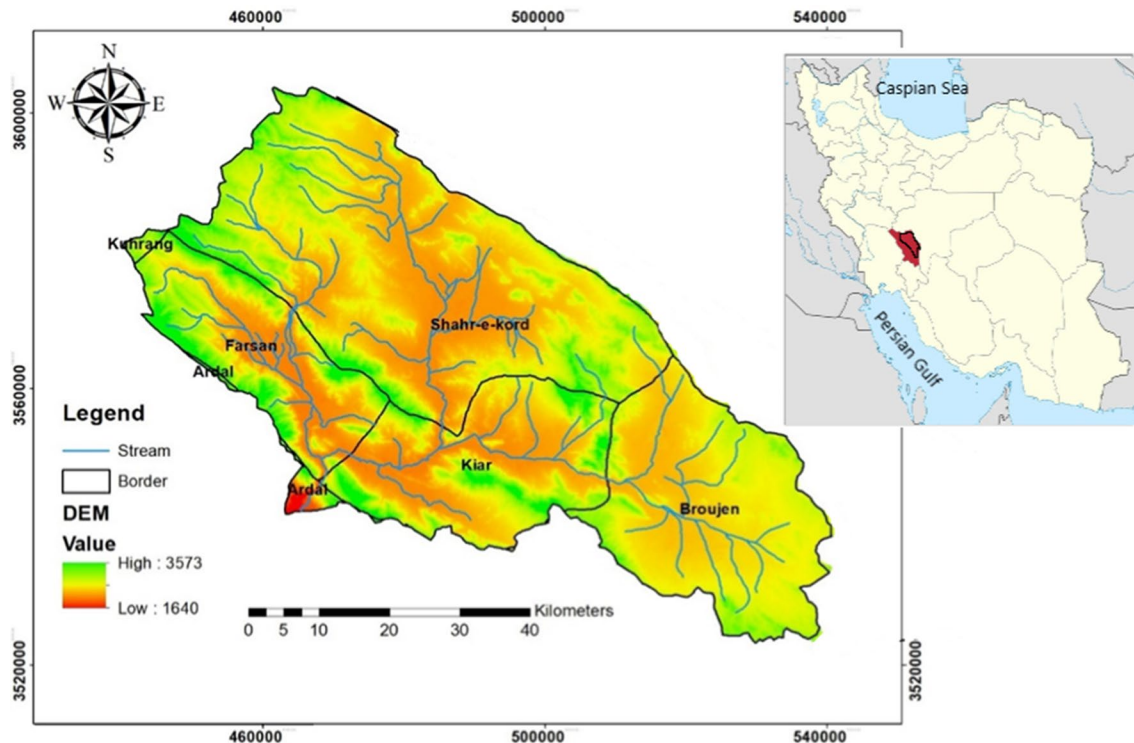 460000
500000
540000
N
W
E
S
3600000
3560000
3520000
Caspian Sea
Persian Gulf
Kuhrang
Shahr-e-kord
Farsan
Ardal
Kiar
Ardal
Broujen
Legend
Stream
Border
DEM
Value
High : 3573
Low : 1640
Kilometers
0 2 5 10 20 30 40
3520000
460000
500000
540000